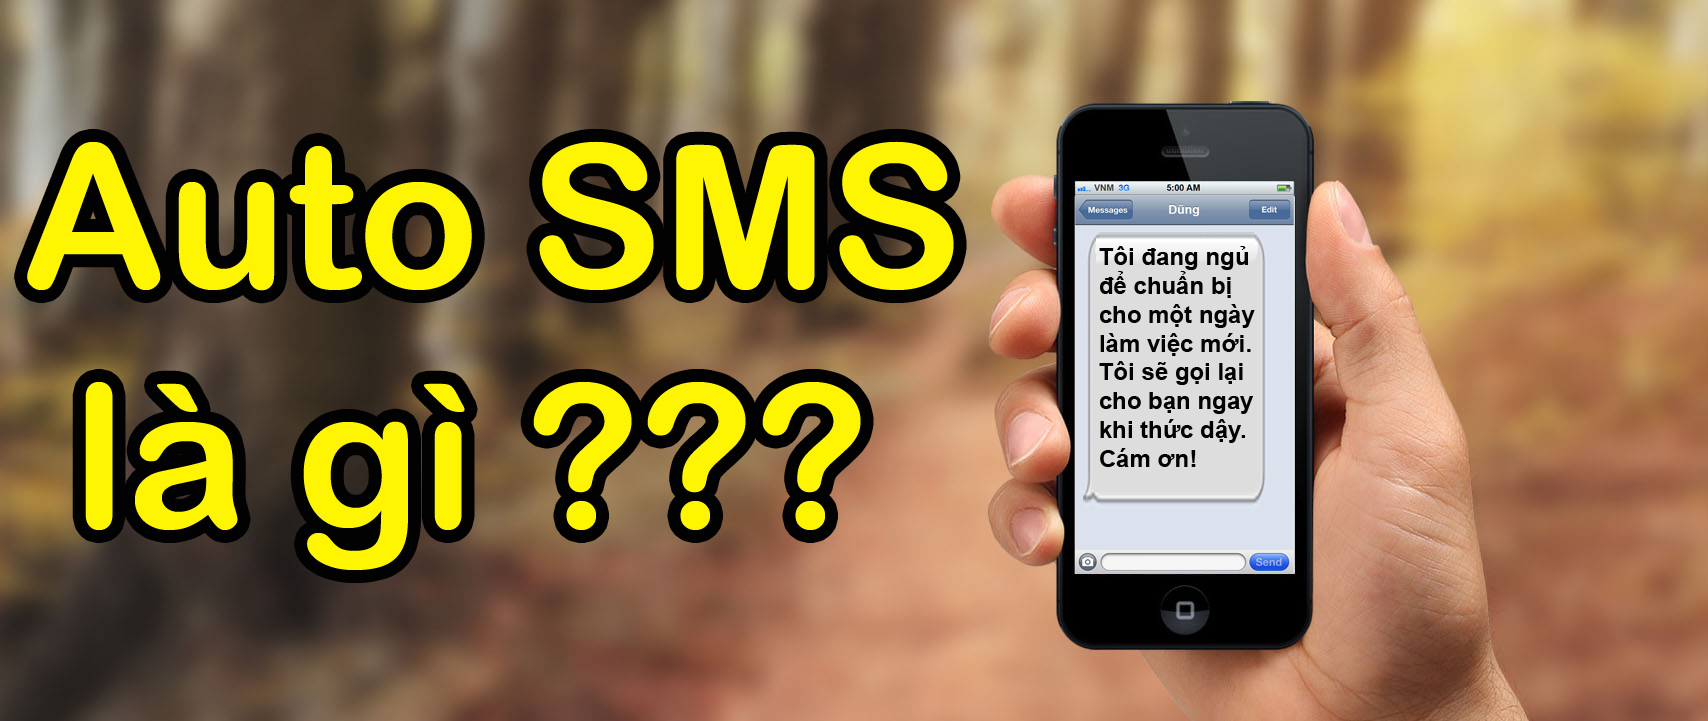 Auto SMS
là gì ???
VNM 3G 5:00 AM
Messages Dũng Edit
Tôi đang ngủ
để chuẩn bị
cho một ngày
làm việc mới.
Tôi sẽ gọi lại
cho bạn ngay
khi thức dậy.
Cám ơn!
Send